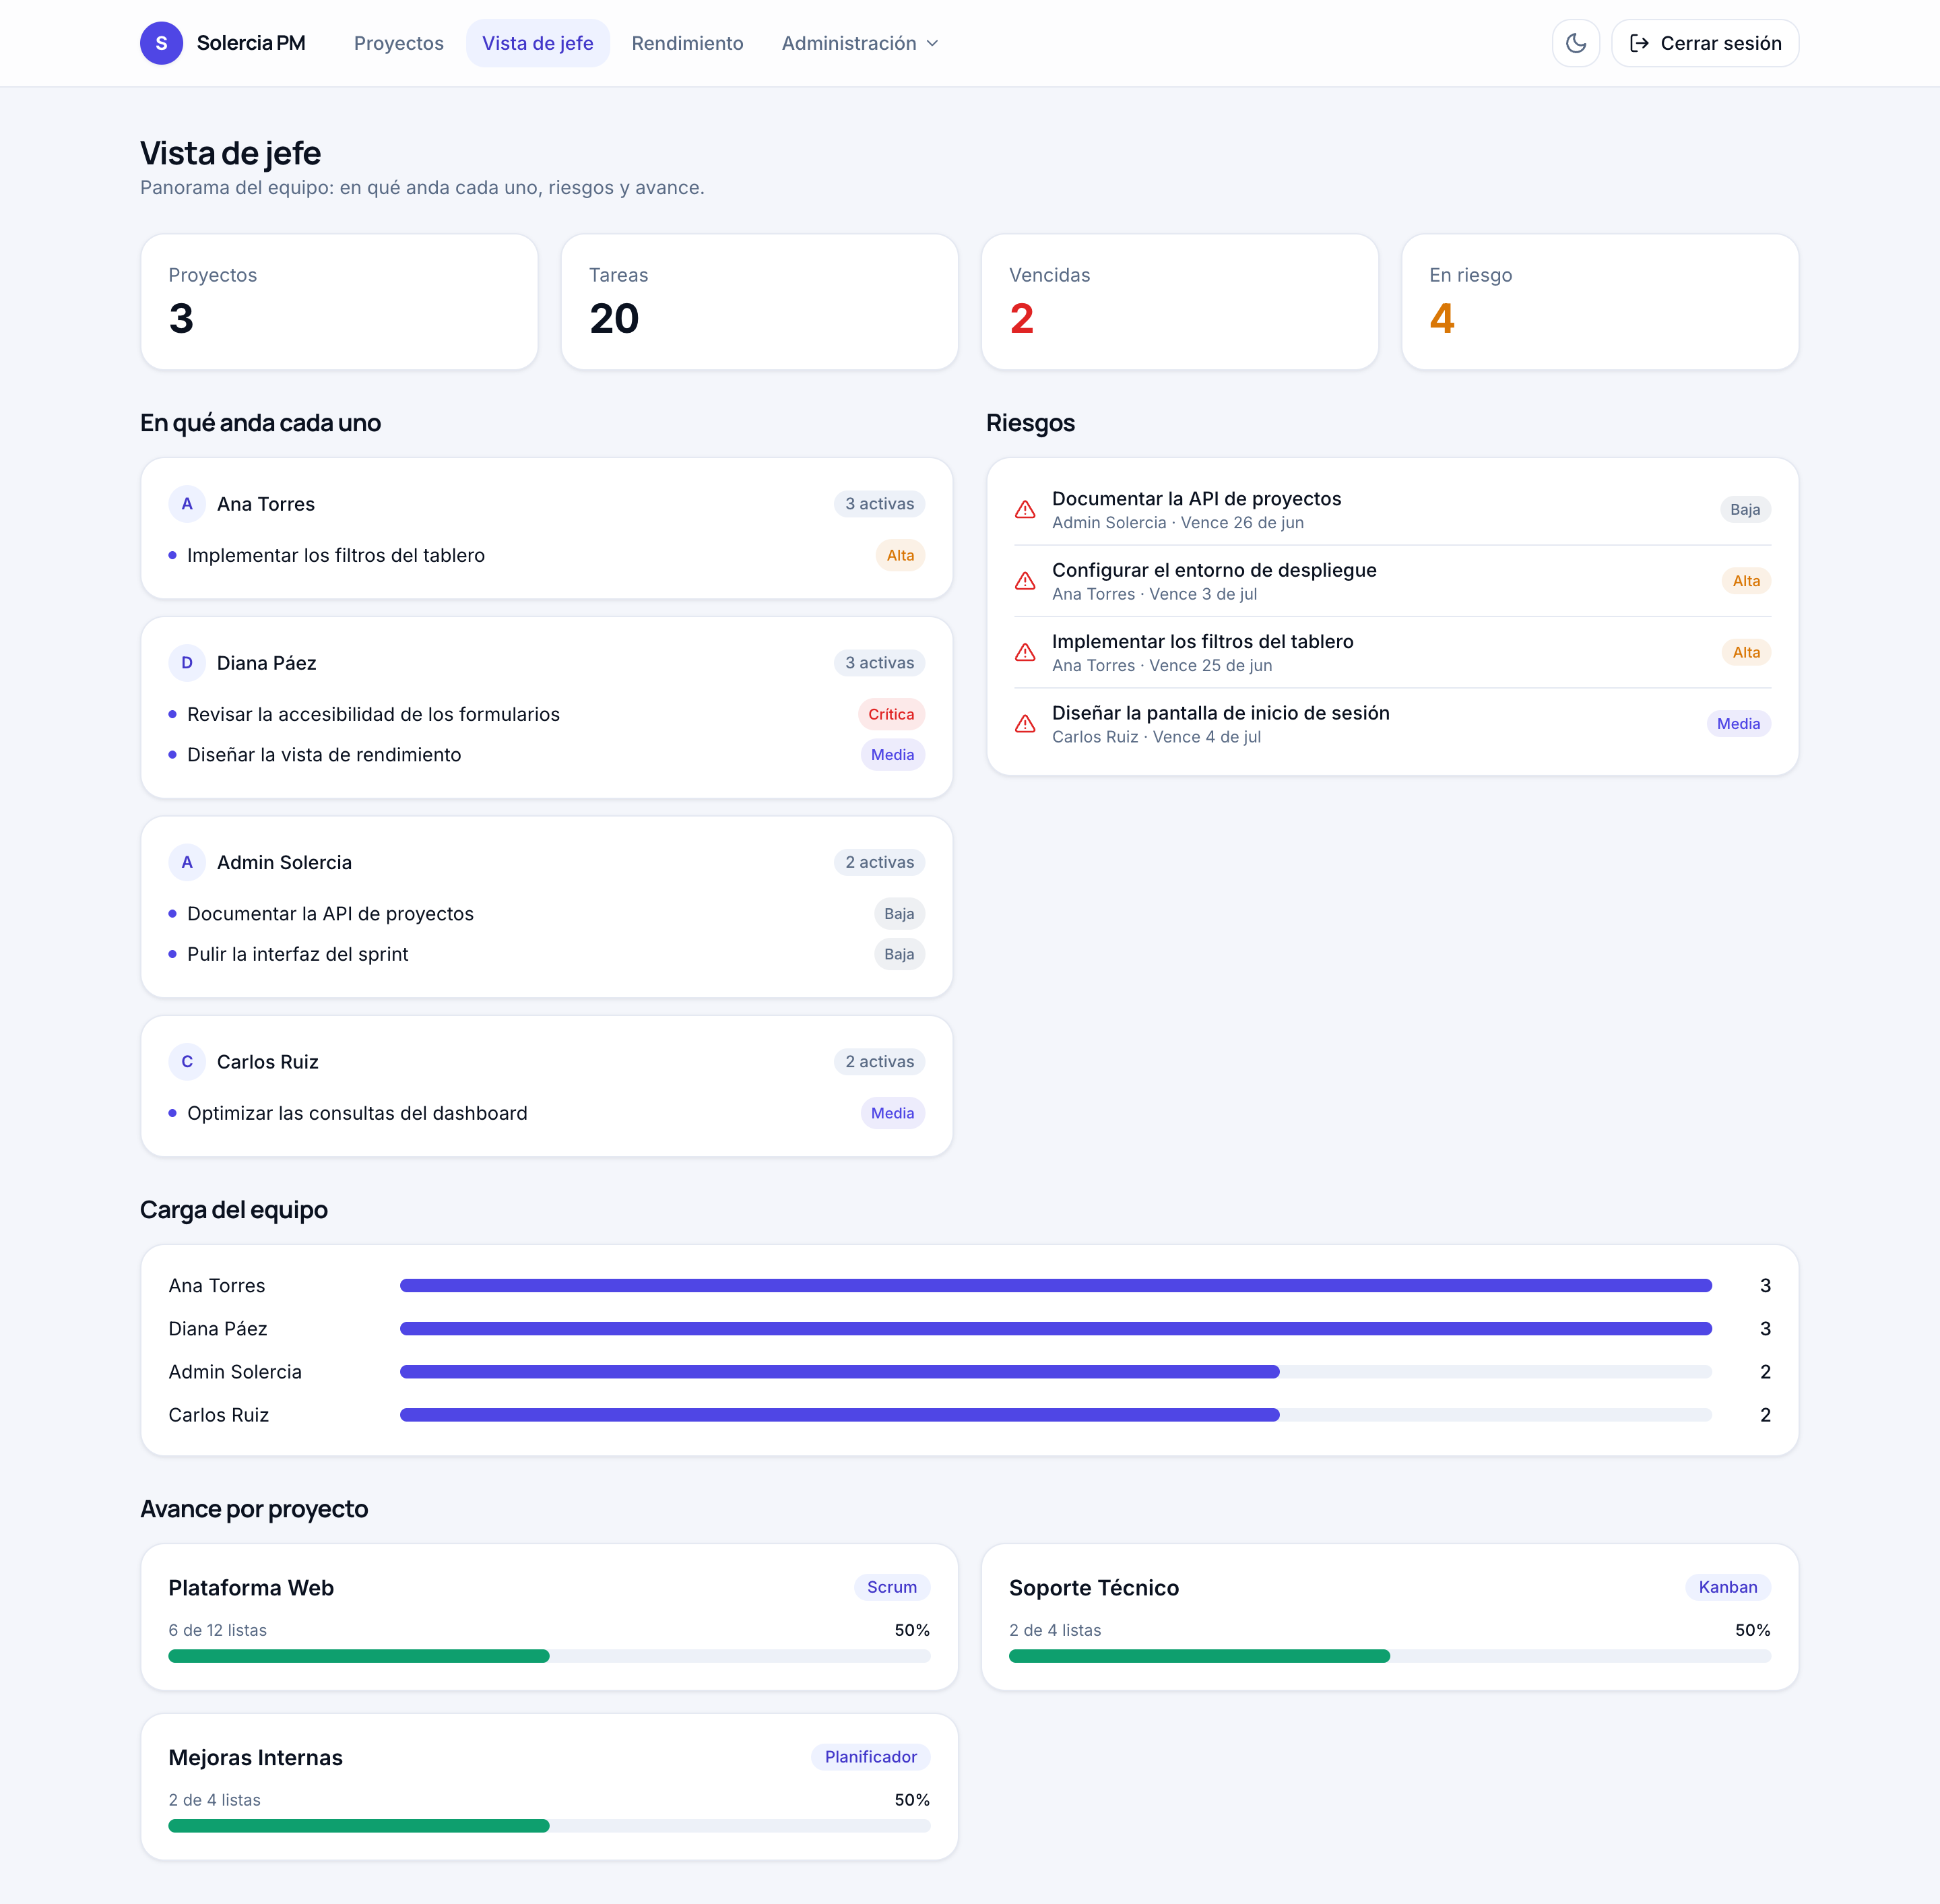 S Solercia PM Proyectos Vista de jefe Rendimiento Administración Cerrar sesión
Vista de jefe
Panorama del equipo: en qué anda cada uno, riesgos y avance.
Proyectos
3
Tareas
20
Vencidas
2
En riesgo
4
En qué anda cada uno
A Ana Torres 3 activas
Implementar los filtros del tablero Alta
D Diana Páez 3 activas
Revisar la accesibilidad de los formularios Crítica
Diseñar la vista de rendimiento Media
A Admin Solercia 2 activas
Documentar la API de proyectos Baja
Pulir la interfaz del sprint Baja
C Carlos Ruiz 2 activas
Optimizar las consultas del dashboard Media
Riesgos
Documentar la API de proyectos Baja
Admin Solercia · Vence 26 de jun
Configurar el entorno de despliegue Alta
Ana Torres · Vence 3 de jul
Implementar los filtros del tablero Alta
Ana Torres · Vence 25 de jun
Diseñar la pantalla de inicio de sesión Media
Carlos Ruiz · Vence 4 de jul
Carga del equipo
Ana Torres 3
Diana Páez 3
Admin Solercia 2
Carlos Ruiz 2
Avance por proyecto
Plataforma Web Scrum
6 de 12 listas 50%
Soporte Técnico Kanban
2 de 4 listas 50%
Mejoras Internas Planificador
2 de 4 listas 50%